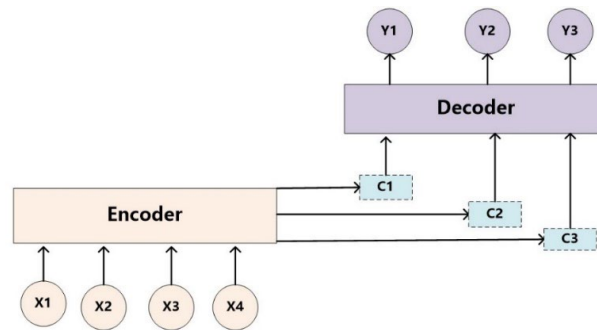 Y1 Y2 Y3
Decoder
C1
C2
Encoder
C3
X1 X2 X3 X4